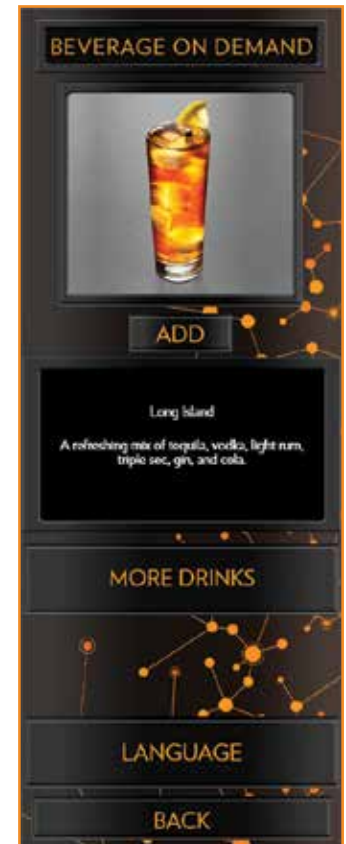 BEVERAGE ON DEMAND
ADD
Long Island
A refreshing mix of tequila, vodka, light rum,
triple sec, gin, and cola.
MORE DRINKS
LANGUAGE
BACK